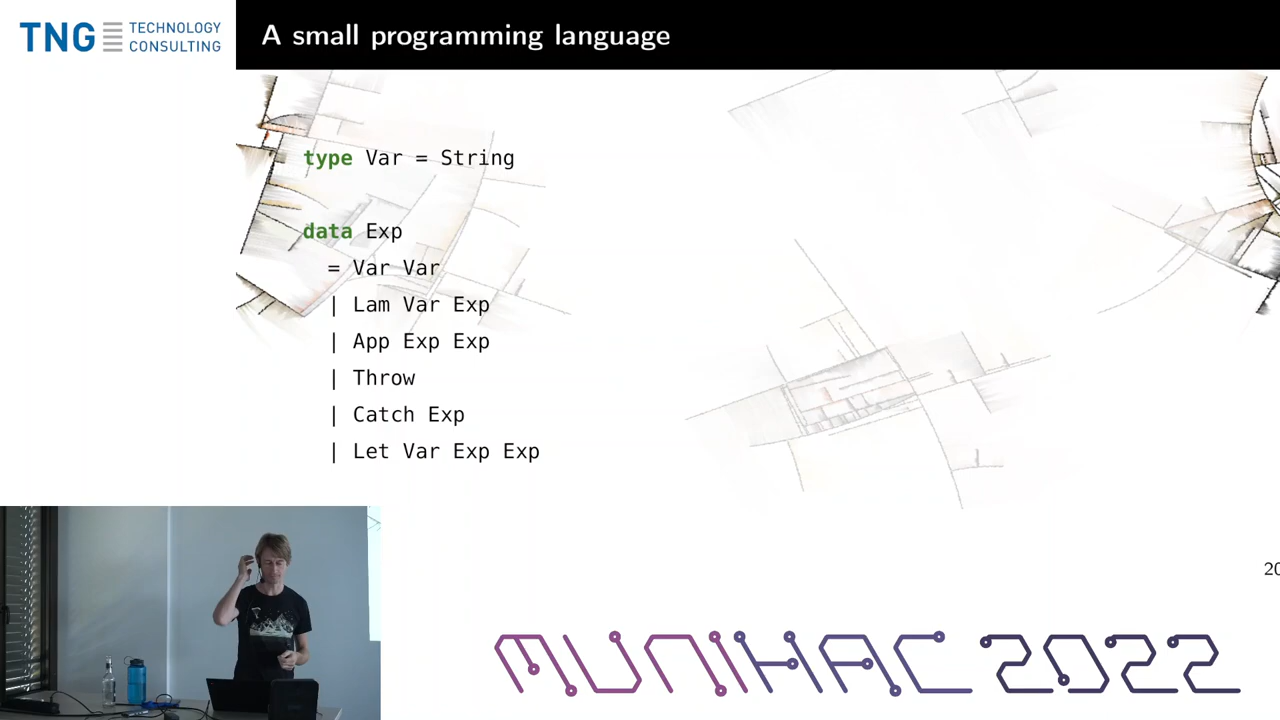 TNG TECHNOLOGY CONSULTING
A small programming language
type Var = String
data Exp
= Var Var
| Lam Var Exp
| App Exp Exp
| Throw
| Catch Exp
| Let Var Exp Exp
MUNIHAC 2022